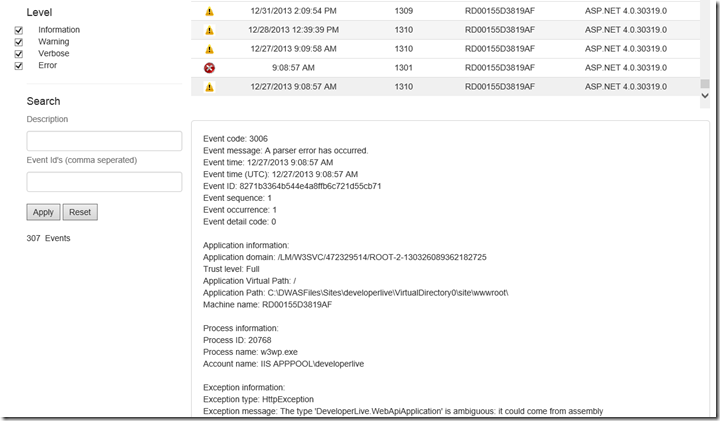 Level
Information
Warning
Verbose
Error
Search
Description
Event Id's (comma seperated)
Apply Reset
307 Events
12/31/2013 2:09:54 PM 1309 RD00155D3819AF ASP.NET 4.0.30319.0
12/28/2013 12:39:39 PM 1310 RD00155D3819AF ASP.NET 4.0.30319.0
12/27/2013 9:09:58 AM 1310 RD00155D3819AF ASP.NET 4.0.30319.0
9:08:57 AM 1301 RD00155D3819AF ASP.NET 4.0.30319.0
12/27/2013 9:08:57 AM 1310 RD00155D3819AF ASP.NET 4.0.30319.0
Event code: 3006
Event message: A parser error has occurred.
Event time: 12/27/2013 9:08:57 AM
Event time (UTC): 12/27/2013 9:08:57 AM
Event ID: 8271b3364b544e4a8ffb6c721d55cb71
Event sequence: 1
Event occurrence: 1
Event detail code: 0
Application information:
Application domain: /LM/W3SVC/472329514/ROOT-2-130326089362182725
Trust level: Full
Application Virtual Path: /
Application Path: C:\DWASFiles\Sites\developerlive\VirtualDirectory0\site\wwwroot\
Machine name: RD00155D3819AF
Process information:
Process ID: 20768
Process name: w3wp.exe
Account name: IIS APPPOOL\developerlive
Exception information:
Exception type: HttpException
Exception message: The type 'DeveloperLive.WebApiApplication' is ambiguous: it could come from assembly